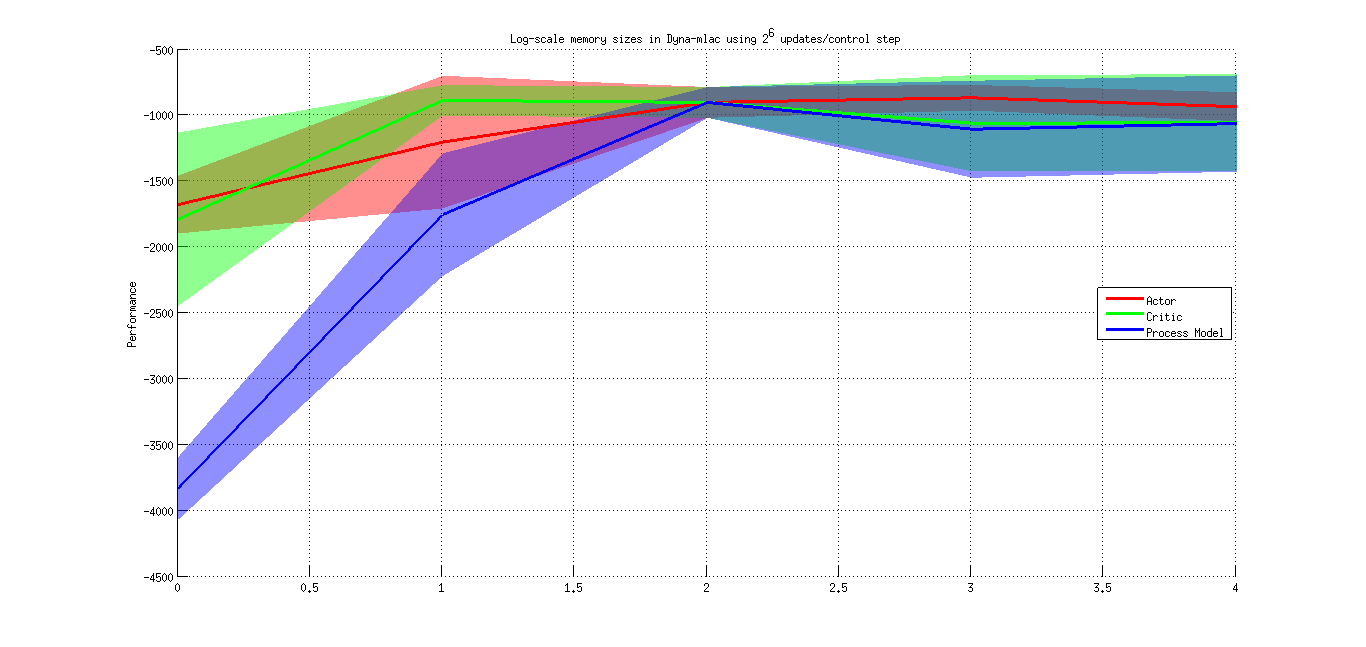 Log-scale memory sizes in Dyna-mlac using 2^6 updates/control step
-500
-1000
-1500
-2000
-2500
-3000
-3500
-4000
-4500
Performance
Actor
Critic
Process Model
0 0.5 1 1.5 2 2.5 3 3.5 4